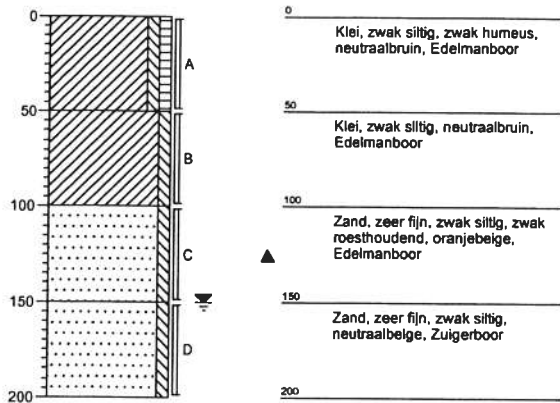 0
50
100
150
200
A
B
C
D
0
Klei, zwak siltig, zwak humeus,
neutraalbruin, Edelmanboor
50
Klei, zwak siltig, neutraalbruin,
Edelmanboor
100
Zand, zeer fijn, zwak siltig, zwak
roesthoudend, oranjebeige,
Edelmanboor
150
Zand, zeer fijn, zwak siltig,
neutraalbeige, Zuigerboor
200